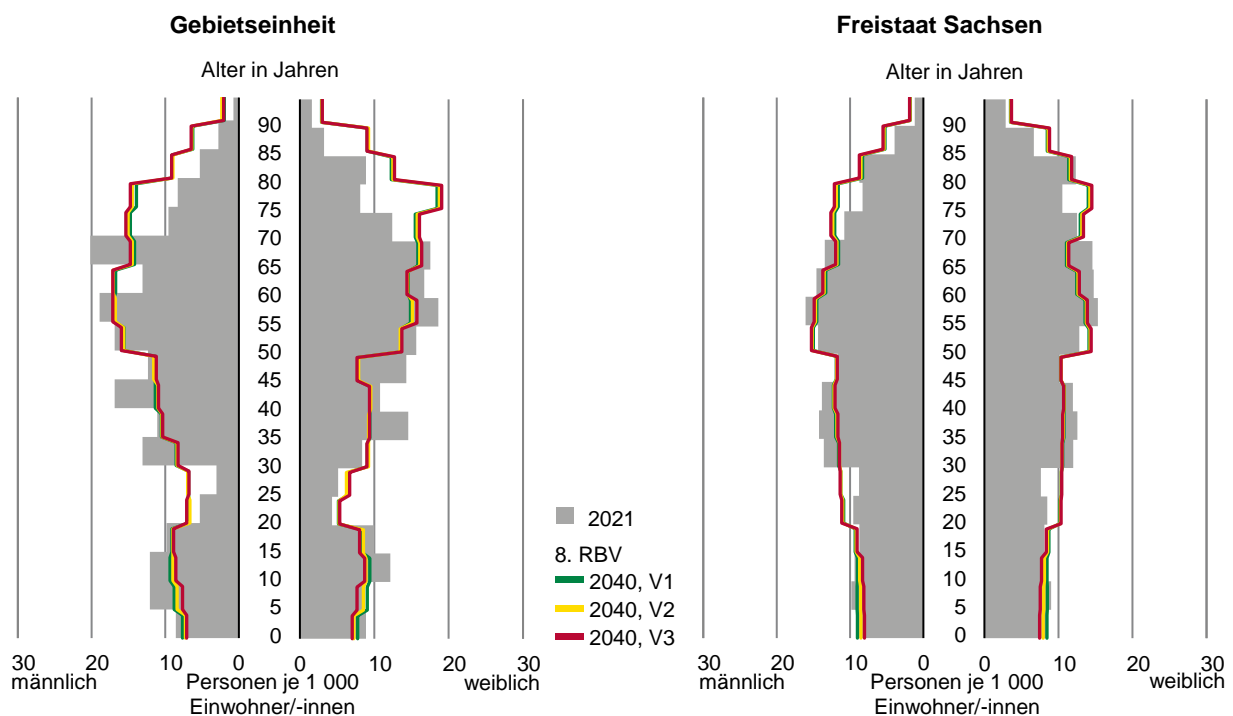 Gebietseinheit
Alter in Jahren
90
85
80
75
70
65
60
55
50
45
40
35
30
25
20
15
10
5
0
30 20 10 0 0 10 20 30
männlich Personen je 1 000 weiblich
Einwohner/-innen
2021
8. RBV
2040, V1
2040, V2
2040, V3
Freistaat Sachsen
Alter in Jahren
90
85
80
75
70
65
60
55
50
45
40
35
30
25
20
15
10
5
0
30 20 10 0 0 10 20 30
männlich Personen je 1 000 weiblich
Einwohner/-innen